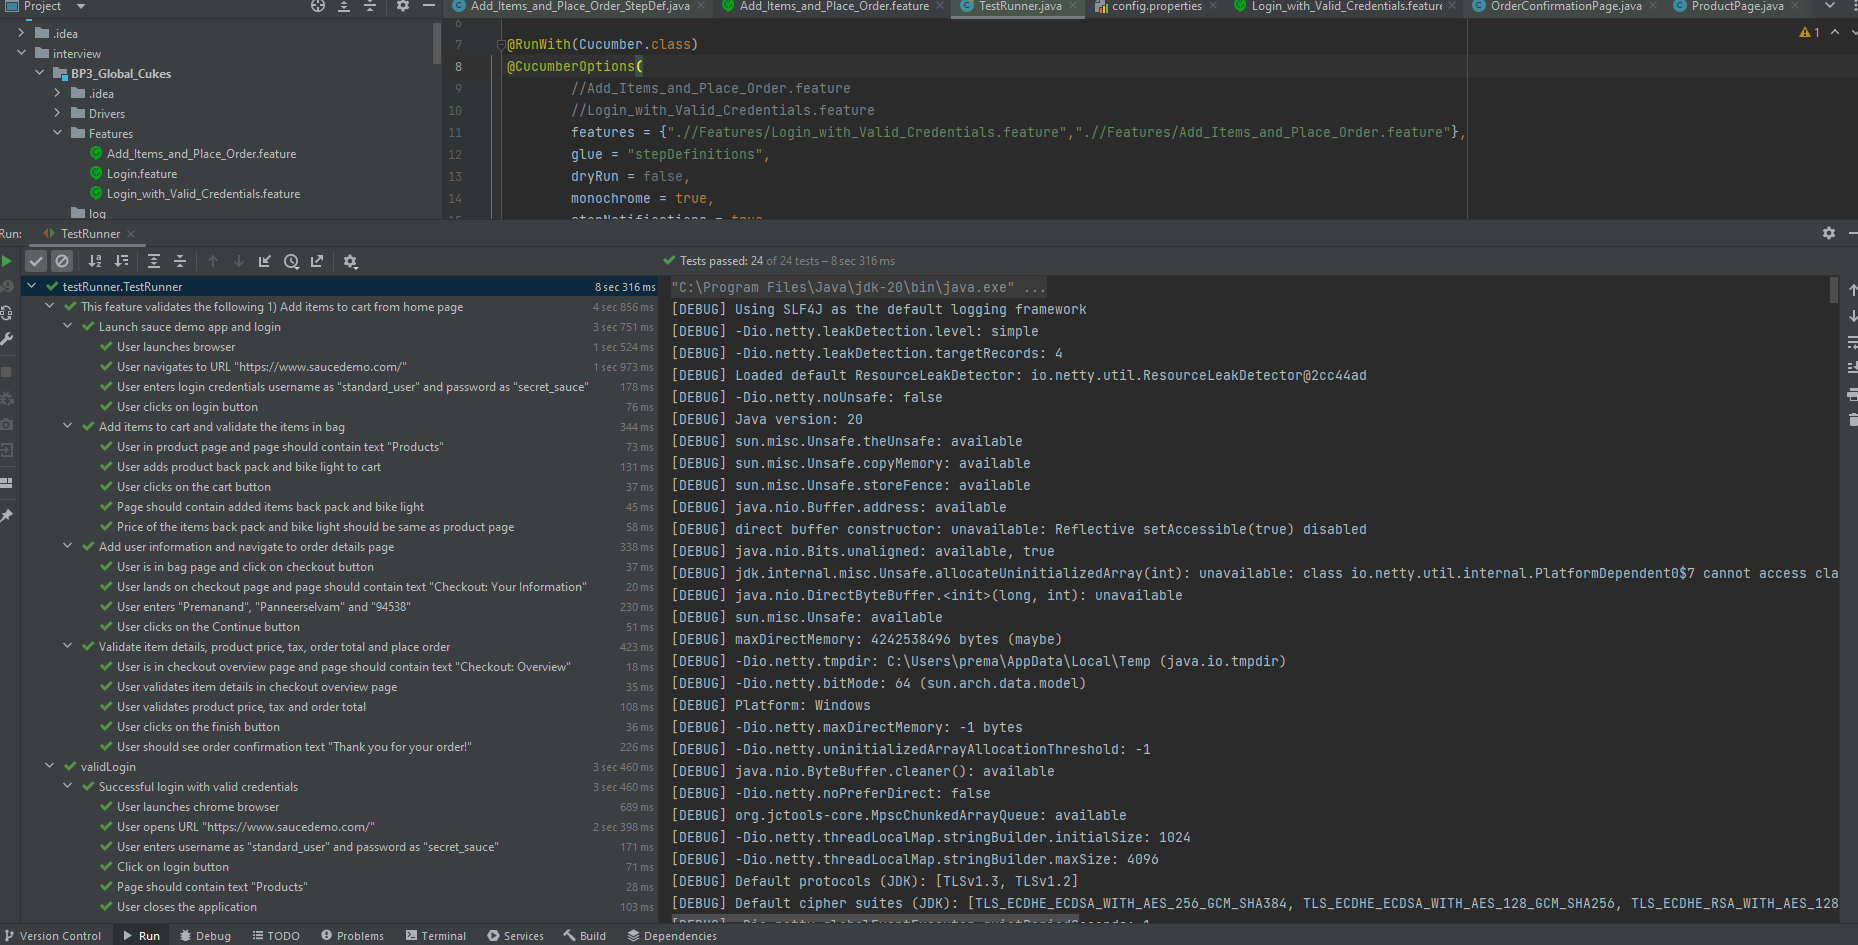 Project
Add_Items_and_Place_Order_StepDef.java
Add_Items_and_Place_Order.feature
TestRunner.java
config.properties
Login_with_Valid_Credentials.feature
OrderConfirmationPage.java
ProductPage.java
.idea
interview
BP3_Global_Cukes
.idea
Drivers
Features
Add_Items_and_Place_Order.feature
Login.feature
Login_with_Valid_Credentials.feature
log
6
7 @RunWith(Cucumber.class)
8 @CucumberOptions(
9 //Add_Items_and_Place_Order.feature
10 //Login_with_Valid_Credentials.feature
11 features = {".//Features/Login_with_Valid_Credentials.feature",".//Features/Add_Items_and_Place_Order.feature"},
12 glue = "stepDefinitions",
13 dryRun = false,
14 monochrome = true,
15 stepNotifications = true
1
Run: TestRunner
Tests passed: 24 of 24 tests – 8 sec 316 ms
testRunner.TestRunner 8 sec 316 ms
This feature validates the following 1) Add items to cart from home page 4 sec 856 ms
Launch sauce demo app and login 3 sec 751 ms
User launches browser 1 sec 524 ms
User navigates to URL "https://www.saucedemo.com/" 1 sec 973 ms
User enters login credentials username as "standard_user" and password as "secret_sauce" 178 ms
User clicks on login button 76 ms
Add items to cart and validate the items in bag 344 ms
User in product page and page should contain text "Products" 73 ms
User adds product back pack and bike light to cart 131 ms
User clicks on the cart button 37 ms
Page should contain added items back pack and bike light 45 ms
Price of the items back pack and bike light should be same as product page 58 ms
Add user information and navigate to order details page 338 ms
User is in bag page and click on checkout button 37 ms
User lands on checkout page and page should contain text "Checkout: Your Information" 20 ms
User enters "Premanand", "Panneerselvam" and "94538" 230 ms
User clicks on the Continue button 51 ms
Validate item details, product price, tax, order total and place order 423 ms
User is in checkout overview page and page should contain text "Checkout: Overview" 18 ms
User validates item details in checkout overview page 35 ms
User validates product price, tax and order total 108 ms
User clicks on the finish button 36 ms
User should see order confirmation text "Thank you for your order!" 226 ms
validLogin 3 sec 460 ms
Successful login with valid credentials 3 sec 460 ms
User launches chrome browser 689 ms
User opens URL "https://www.saucedemo.com/" 2 sec 398 ms
User enters username as "standard_user" and password as "secret_sauce" 171 ms
Click on login button 71 ms
Page should contain text "Products" 28 ms
User closes the application 103 ms
"C:\Program Files\Java\jdk-20\bin\java.exe" ...
[DEBUG] Using SLF4J as the default logging framework
[DEBUG] -Dio.netty.leakDetection.level: simple
[DEBUG] -Dio.netty.leakDetection.targetRecords: 4
[DEBUG] Loaded default ResourceLeakDetector: io.netty.util.ResourceLeakDetector@2cc44ad
[DEBUG] -Dio.netty.noUnsafe: false
[DEBUG] Java version: 20
[DEBUG] sun.misc.Unsafe.theUnsafe: available
[DEBUG] sun.misc.Unsafe.copyMemory: available
[DEBUG] sun.misc.Unsafe.storeFence: available
[DEBUG] java.nio.Buffer.address: available
[DEBUG] direct buffer constructor: unavailable: Reflective setAccessible(true) disabled
[DEBUG] java.nio.Bits.unaligned: available, true
[DEBUG] jdk.internal.misc.Unsafe.allocateUninitializedArray(int): unavailable: class io.netty.util.internal.PlatformDependent0$7 cannot access cla
[DEBUG] java.nio.DirectByteBuffer.<init>(long, int): unavailable
[DEBUG] sun.misc.Unsafe: available
[DEBUG] maxDirectMemory: 4242538496 bytes (maybe)
[DEBUG] -Dio.netty.tmpdir: C:\Users\prema\AppData\Local\Temp (java.io.tmpdir)
[DEBUG] -Dio.netty.bitMode: 64 (sun.arch.data.model)
[DEBUG] Platform: Windows
[DEBUG] -Dio.netty.maxDirectMemory: -1 bytes
[DEBUG] -Dio.netty.uninitializedArrayAllocationThreshold: -1
[DEBUG] java.nio.ByteBuffer.cleaner(): available
[DEBUG] -Dio.netty.noPreferDirect: false
[DEBUG] org.jctools-core.MpscChunkedArrayQueue: available
[DEBUG] -Dio.netty.threadLocalMap.stringBuilder.initialSize: 1024
[DEBUG] -Dio.netty.threadLocalMap.stringBuilder.maxSize: 4096
[DEBUG] Default protocols (JDK): [TLSv1.3, TLSv1.2]
[DEBUG] Default cipher suites (JDK): [TLS_ECDHE_ECDSA_WITH_AES_256_GCM_SHA384, TLS_ECDHE_ECDSA_WITH_AES_128_GCM_SHA256, TLS_ECDHE_RSA_WITH_AES_128
Version Control Run Debug TODO Problems Terminal Services Build Dependencies